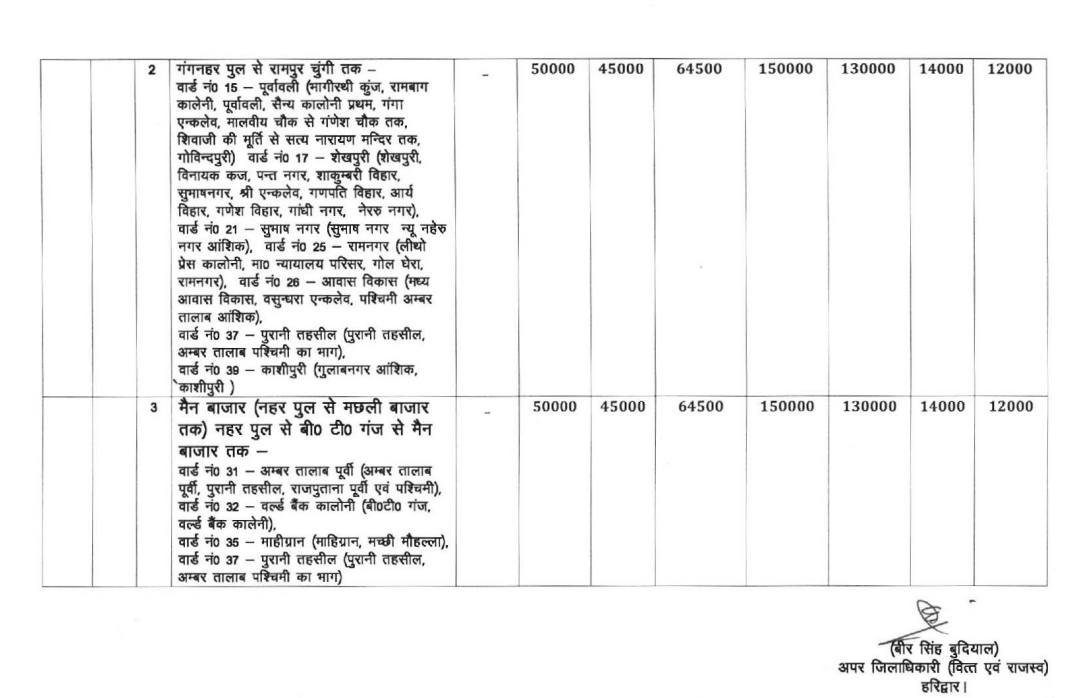 2 गंगनहर पुल से रामपुर चुंगी तक – - 50000 45000 64500 150000 130000 14000 12000
वार्ड नं0 15 – पूर्वावली (भागीरथी कुंज, रामबाग
कालेनी, पूर्वावली, सैन्य कालोनी प्रथम, गंगा
एन्कलेव, मालवीय चौक से गंणेश चौक तक,
शिवाजी की मूर्ति से सत्य नारायण मन्दिर तक,
गोविन्दपुरी) वार्ड नं0 17 – शेखपुरी (शेखपुरी,
विनायक कज, पन्त नगर, शाकुम्बरी विहार,
सुभाषनगर, श्री एन्कलेव, गणपति विहार, आर्य
विहार, गणेश विहार, गांधी नगर, नेरु नगर),
वार्ड नं0 21 – सुभाष नगर (सुभाष नगर न्यू नहेरु
नगर आंशिक), वार्ड नं0 25 – रामनगर (लीथो
प्रेस कालोनी, मा0 न्यायालय परिसर, गोल घेरा,
रामनगर), वार्ड नं0 26 – आवास विकास (मध्य
आवास विकास, वसुन्धरा एन्कलेव, पश्चिमी अम्बर
तालाब आंशिक),
वार्ड नं0 37 – पुरानी तहसील (पुरानी तहसील,
अम्बर तालाब पश्चिमी का भाग),
वार्ड नं0 39 – काशीपुरी (गुलाबनगर आंशिक,
काशीपुरी )
3 मैन बाजार (नहर पुल से मछली बाजार - 50000 45000 64500 150000 130000 14000 12000
तक) नहर पुल से बी0 टी0 गंज से मैन
बाजार तक –
वार्ड नं0 31 – अम्बर तालाब पूर्वी (अम्बर तालाब
पूर्वी, पुरानी तहसील, राजपुताना पूर्वी एवं पश्चिमी),
वार्ड नं0 32 – वर्ल्ड बैंक कालोनी (बी0टी0 गंज,
वर्ल्ड बैंक कालेनी),
वार्ड नं0 35 – माहीग्रान (माहिग्रान, मच्छी मौहल्ला),
वार्ड नं0 37 – पुरानी तहसील (पुरानी तहसील,
अम्बर तालाब पश्चिमी का भाग)
(बीर सिंह बुदियाल)
अपर जिलाधिकारी (वित्त एवं राजस्व)
हरिद्वार।